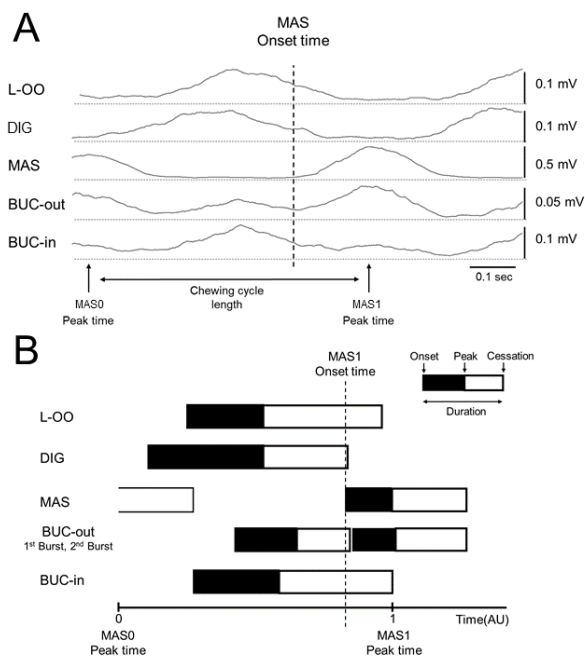 A
MAS
Onset time
L-OO
0.1 mV
DIG
0.1 mV
MAS
0.5 mV
BUC-out
0.05 mV
BUC-in
0.1 mV
Chewing cycle
length
0.1 sec
MAS0
Peak time
MAS1
Peak time
B
MAS1
Onset time
Onset Peak Cessation
Duration
L-OO
DIG
MAS
BUC-out
1st Burst, 2nd Burst
BUC-in
0 1 Time(AU)
MAS0
Peak time
MAS1
Peak time